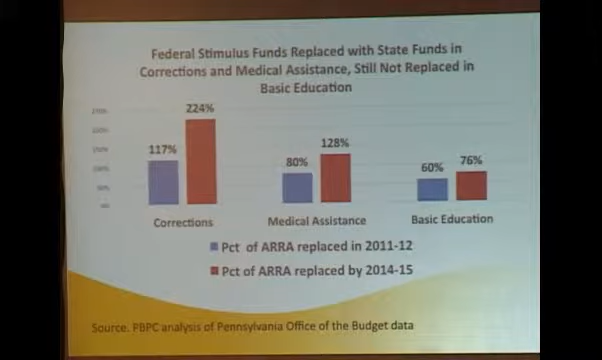 Federal Stimulus Funds Replaced with State Funds in
Corrections and Medical Assistance, Still Not Replaced in
Basic Education
224%
117%
128%
80%
60%
76%
Corrections
Medical Assistance
Basic Education
Pct of ARRA replaced in 2011-12
Pct of ARRA replaced by 2014-15
Source. PBPC analysis of Pennsylvania Office of the Budget data